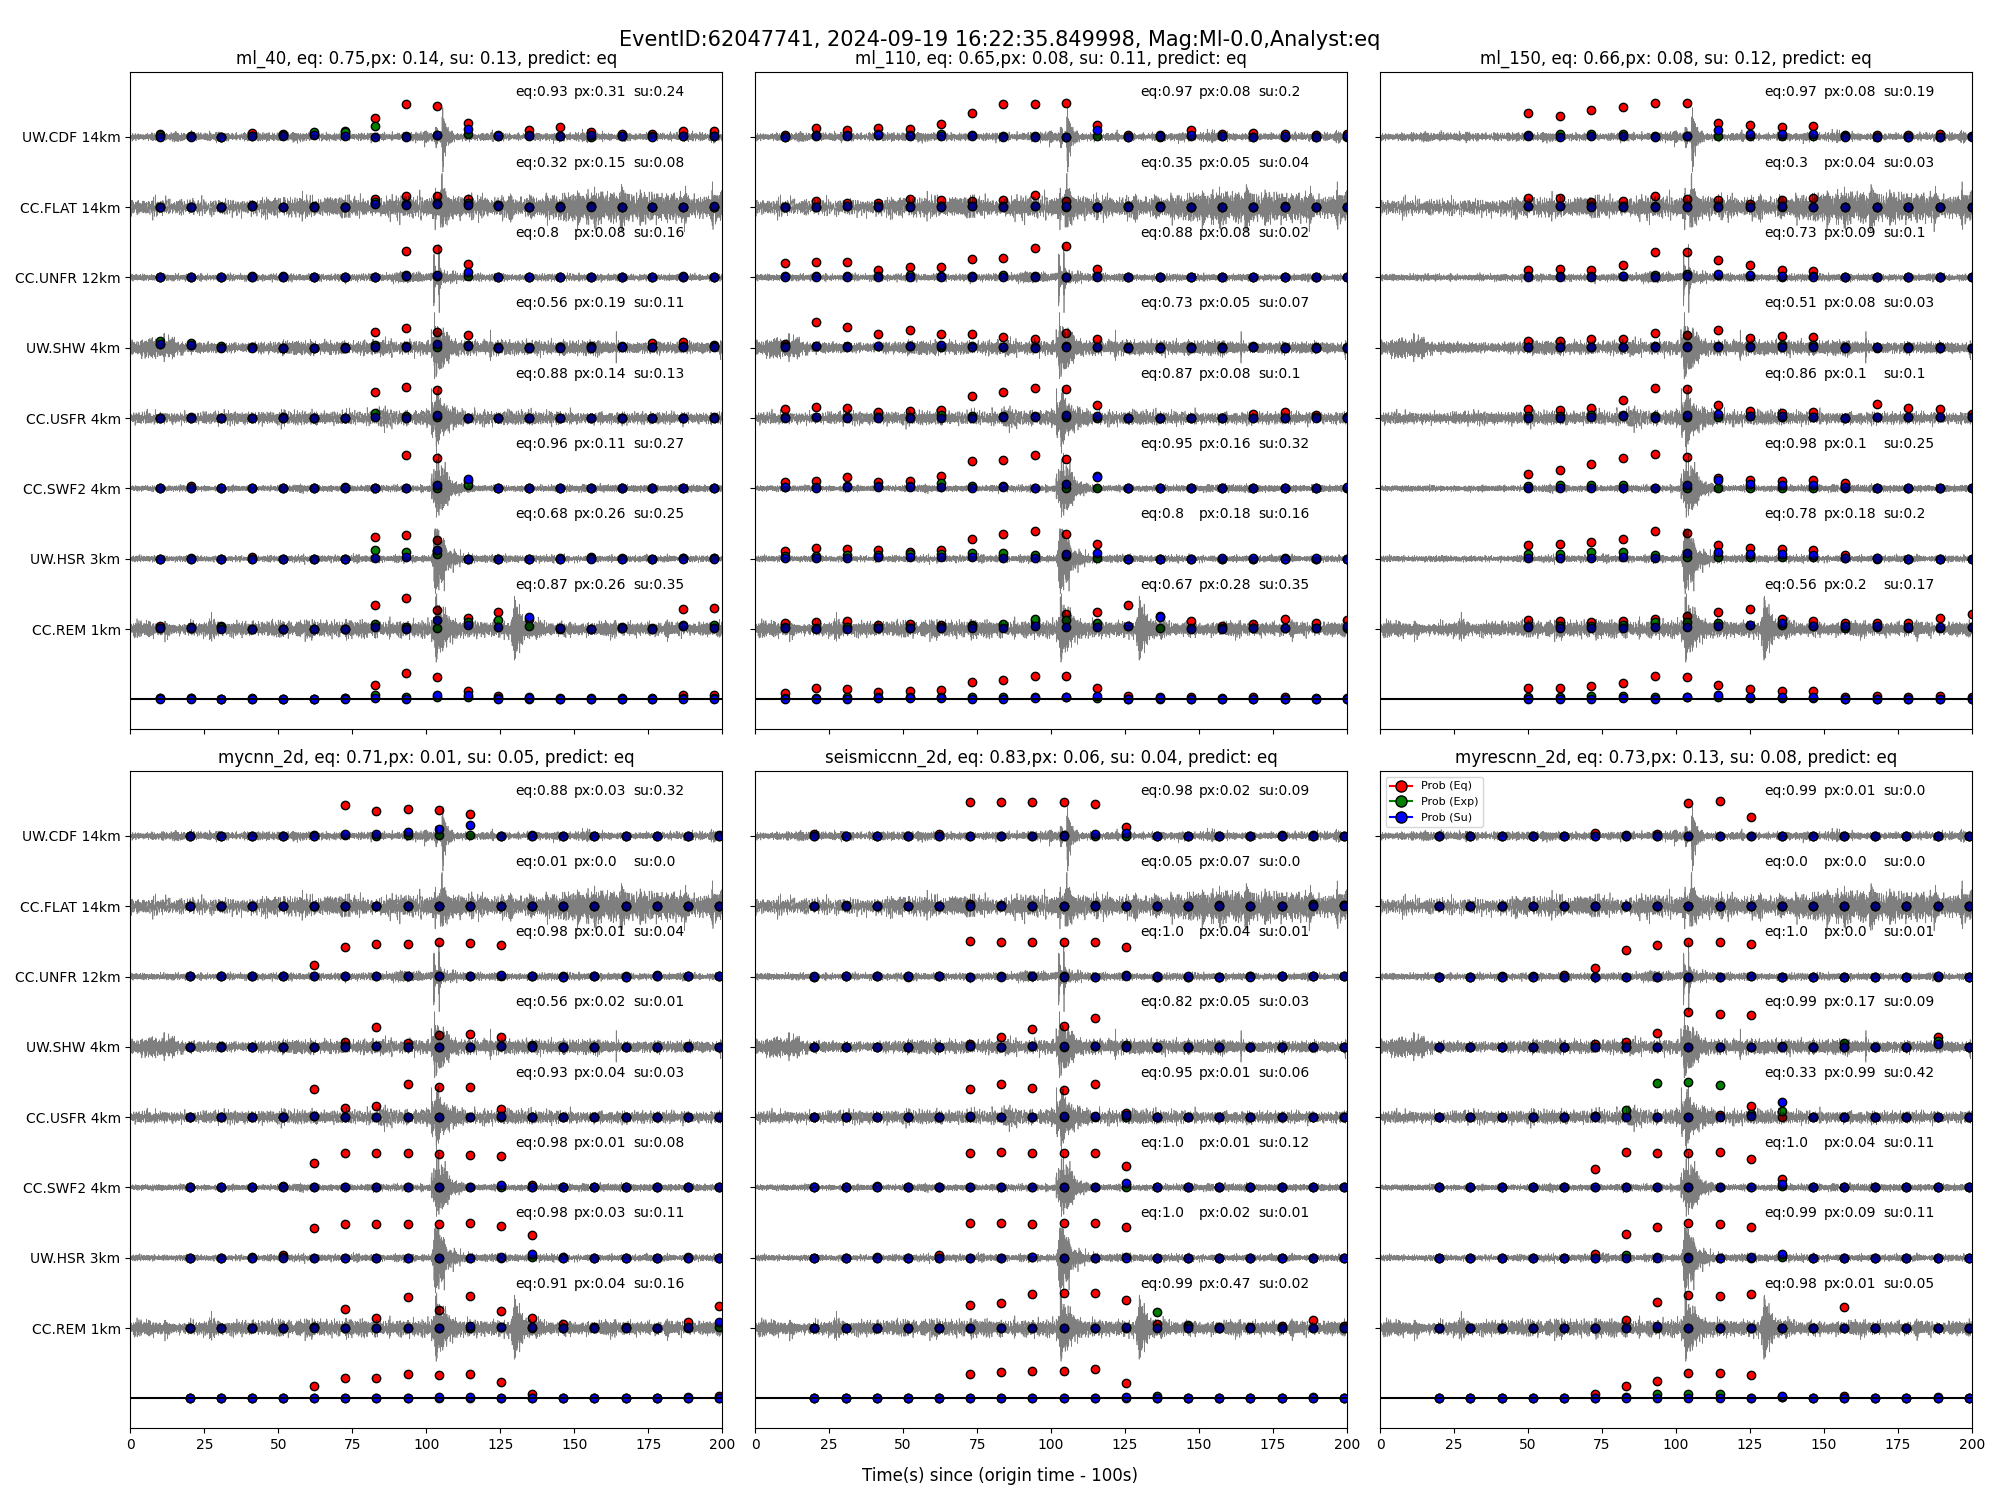 EventID:62047741, 2024-09-19 16:22:35.849998, Mag:Ml-0.0,Analyst:eq
ml_40, eq: 0.75,px: 0.14, su: 0.13, predict: eq
UW.CDF 14km
eq:0.93 px:0.31 su:0.24
CC.FLAT 14km
eq:0.32 px:0.15 su:0.08
CC.UNFR 12km
eq:0.8 px:0.08 su:0.16
UW.SHW 4km
eq:0.56 px:0.19 su:0.11
CC.USFR 4km
eq:0.88 px:0.14 su:0.13
CC.SWF2 4km
eq:0.96 px:0.11 su:0.27
UW.HSR 3km
eq:0.68 px:0.26 su:0.25
CC.REM 1km
eq:0.87 px:0.26 su:0.35
ml_110, eq: 0.65,px: 0.08, su: 0.11, predict: eq
eq:0.97 px:0.08 su:0.2
eq:0.35 px:0.05 su:0.04
eq:0.88 px:0.08 su:0.02
eq:0.73 px:0.05 su:0.07
eq:0.87 px:0.08 su:0.1
eq:0.95 px:0.16 su:0.32
eq:0.8 px:0.18 su:0.16
eq:0.67 px:0.28 su:0.35
ml_150, eq: 0.66,px: 0.08, su: 0.12, predict: eq
eq:0.97 px:0.08 su:0.19
eq:0.3 px:0.04 su:0.03
eq:0.73 px:0.09 su:0.1
eq:0.51 px:0.08 su:0.03
eq:0.86 px:0.1 su:0.1
eq:0.98 px:0.1 su:0.25
eq:0.78 px:0.18 su:0.2
eq:0.56 px:0.2 su:0.17
mycnn_2d, eq: 0.71,px: 0.01, su: 0.05, predict: eq
UW.CDF 14km
eq:0.88 px:0.03 su:0.32
CC.FLAT 14km
eq:0.01 px:0.0 su:0.0
CC.UNFR 12km
eq:0.98 px:0.01 su:0.04
UW.SHW 4km
eq:0.56 px:0.02 su:0.01
CC.USFR 4km
eq:0.93 px:0.04 su:0.03
CC.SWF2 4km
eq:0.98 px:0.01 su:0.08
UW.HSR 3km
eq:0.98 px:0.03 su:0.11
CC.REM 1km
eq:0.91 px:0.04 su:0.16
0 25 50 75 100 125 150 175 200
seismiccnn_2d, eq: 0.83,px: 0.06, su: 0.04, predict: eq
eq:0.98 px:0.02 su:0.09
eq:0.05 px:0.07 su:0.0
eq:1.0 px:0.04 su:0.01
eq:0.82 px:0.05 su:0.03
eq:0.95 px:0.01 su:0.06
eq:1.0 px:0.01 su:0.12
eq:1.0 px:0.02 su:0.01
eq:0.99 px:0.47 su:0.02
0 25 50 75 100 125 150 175 200
myrescnn_2d, eq: 0.73,px: 0.13, su: 0.08, predict: eq
Prob (Eq)
Prob (Exp)
Prob (Su)
eq:0.99 px:0.01 su:0.0
eq:0.0 px:0.0 su:0.0
eq:1.0 px:0.0 su:0.01
eq:0.99 px:0.17 su:0.09
eq:0.33 px:0.99 su:0.42
eq:1.0 px:0.04 su:0.11
eq:0.99 px:0.09 su:0.11
eq:0.98 px:0.01 su:0.05
0 25 50 75 100 125 150 175 200
Time(s) since (origin time - 100s)